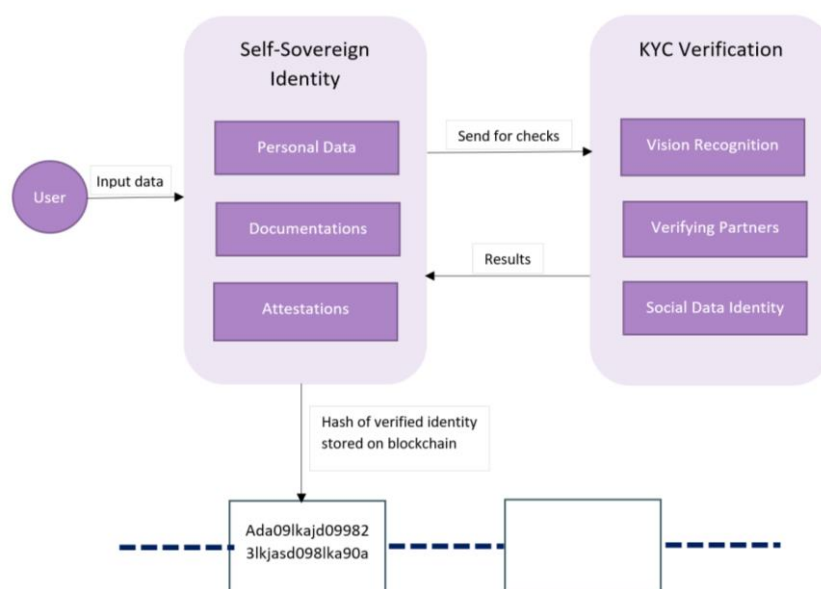 Self-Sovereign
Identity
KYC Verification
Personal Data
Send for checks
Vision Recognition
User
Input data
Documentations
Verifying Partners
Results
Attestations
Social Data Identity
Hash of verified identity
stored on blockchain
Ada09lkajd09982
3lkjasd098lka90a